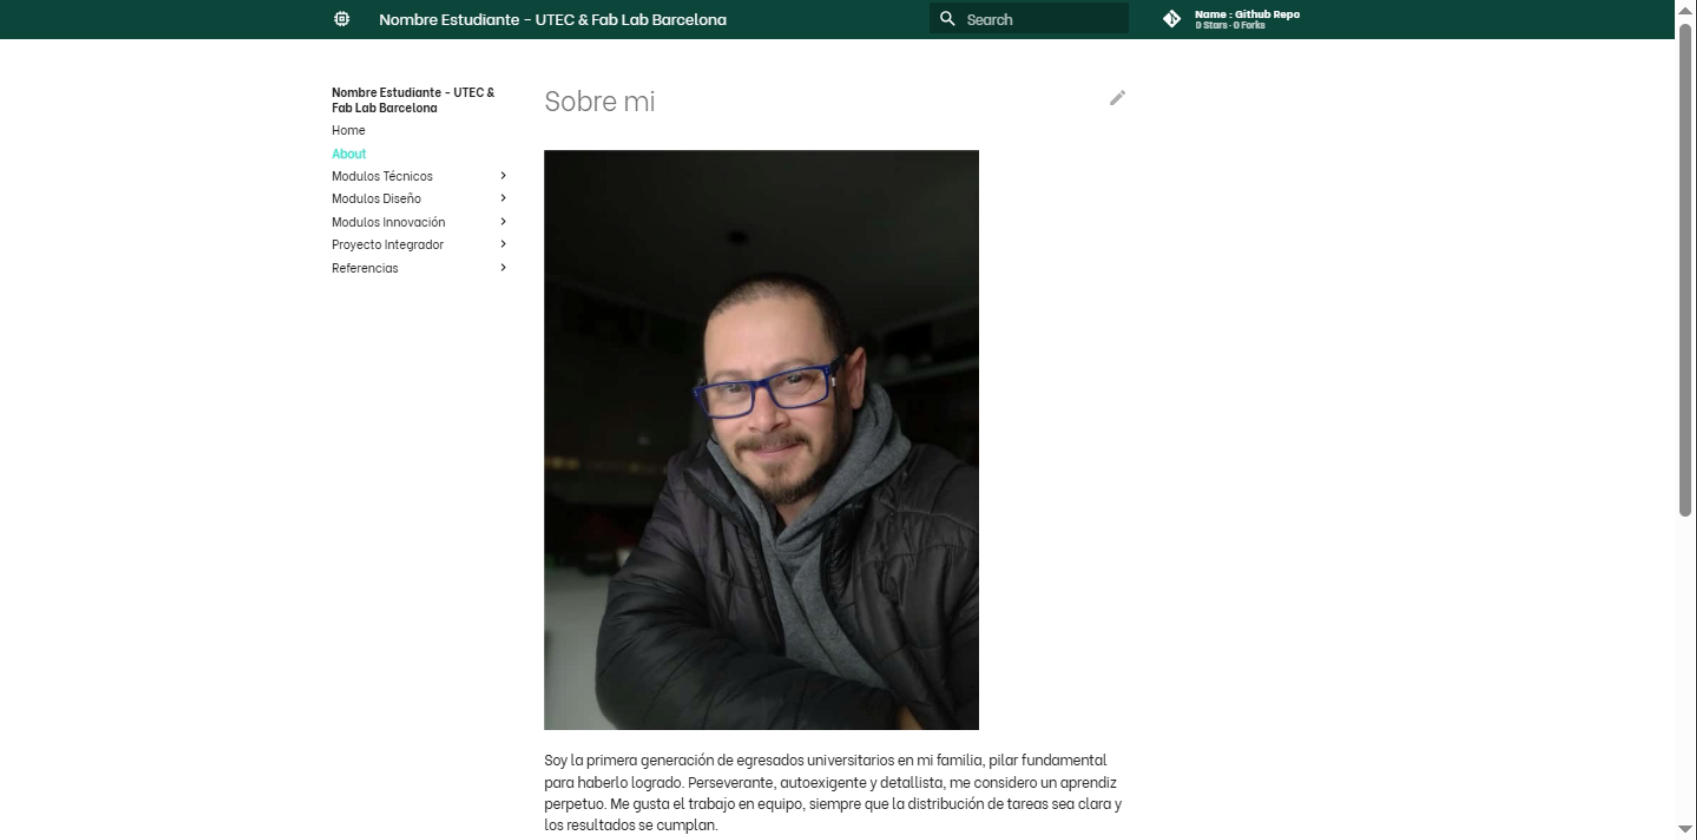 Nombre Estudiante - UTEC & Fab Lab Barcelona
Search
Name : Github Repo
0 Stars · 0 Forks
Nombre Estudiante - UTEC &
Fab Lab Barcelona
Home
About
Modulos Técnicos
Modulos Diseño
Modulos Innovación
Proyecto Integrador
Referencias
Sobre mi
Soy la primera generación de egresados universitarios en mi familia, pilar fundamental
para haberlo logrado. Perseverante, autoexigente y detallista, me considero un aprendiz
perpetuo. Me gusta el trabajo en equipo, siempre que la distribución de tareas sea clara y
los resultados se cumplan.